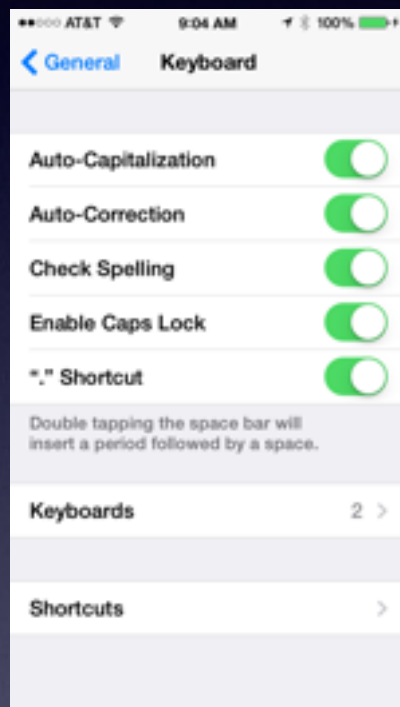 AT&T 9:04 AM 100%
General Keyboard
Auto-Capitalization
Auto-Correction
Check Spelling
Enable Caps Lock
“.” Shortcut
Double tapping the space bar will
insert a period followed by a space.
Keyboards 2
Shortcuts